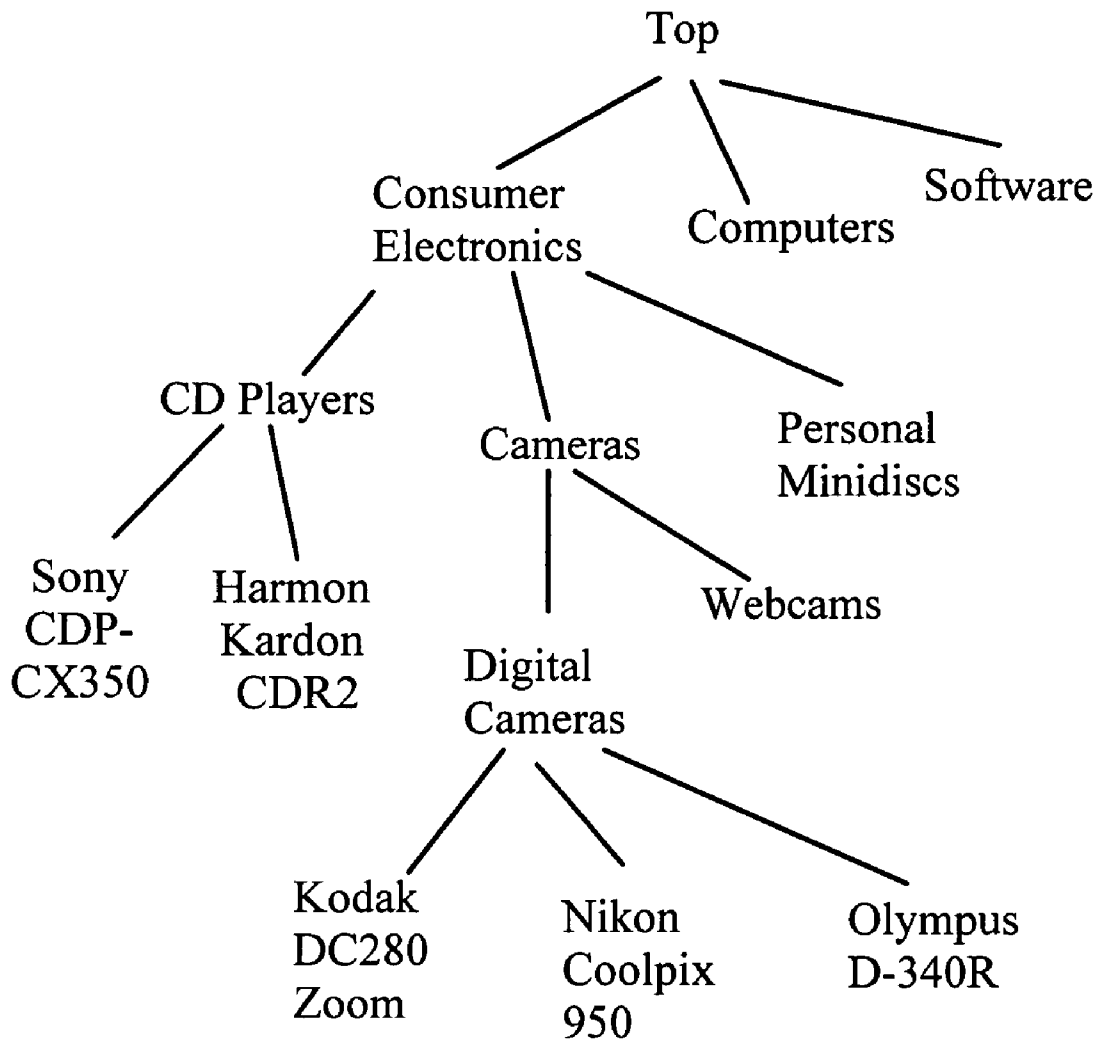 Top
Consumer
Electronics
Computers
Software
CD Players
Cameras
Personal
Minidiscs
Sony
CDP-
CX350
Harmon
Kardon
CDR2
Webcams
Digital
Cameras
Kodak
DC280
Zoom
Nikon
Coolpix
950
Olympus
D-340R